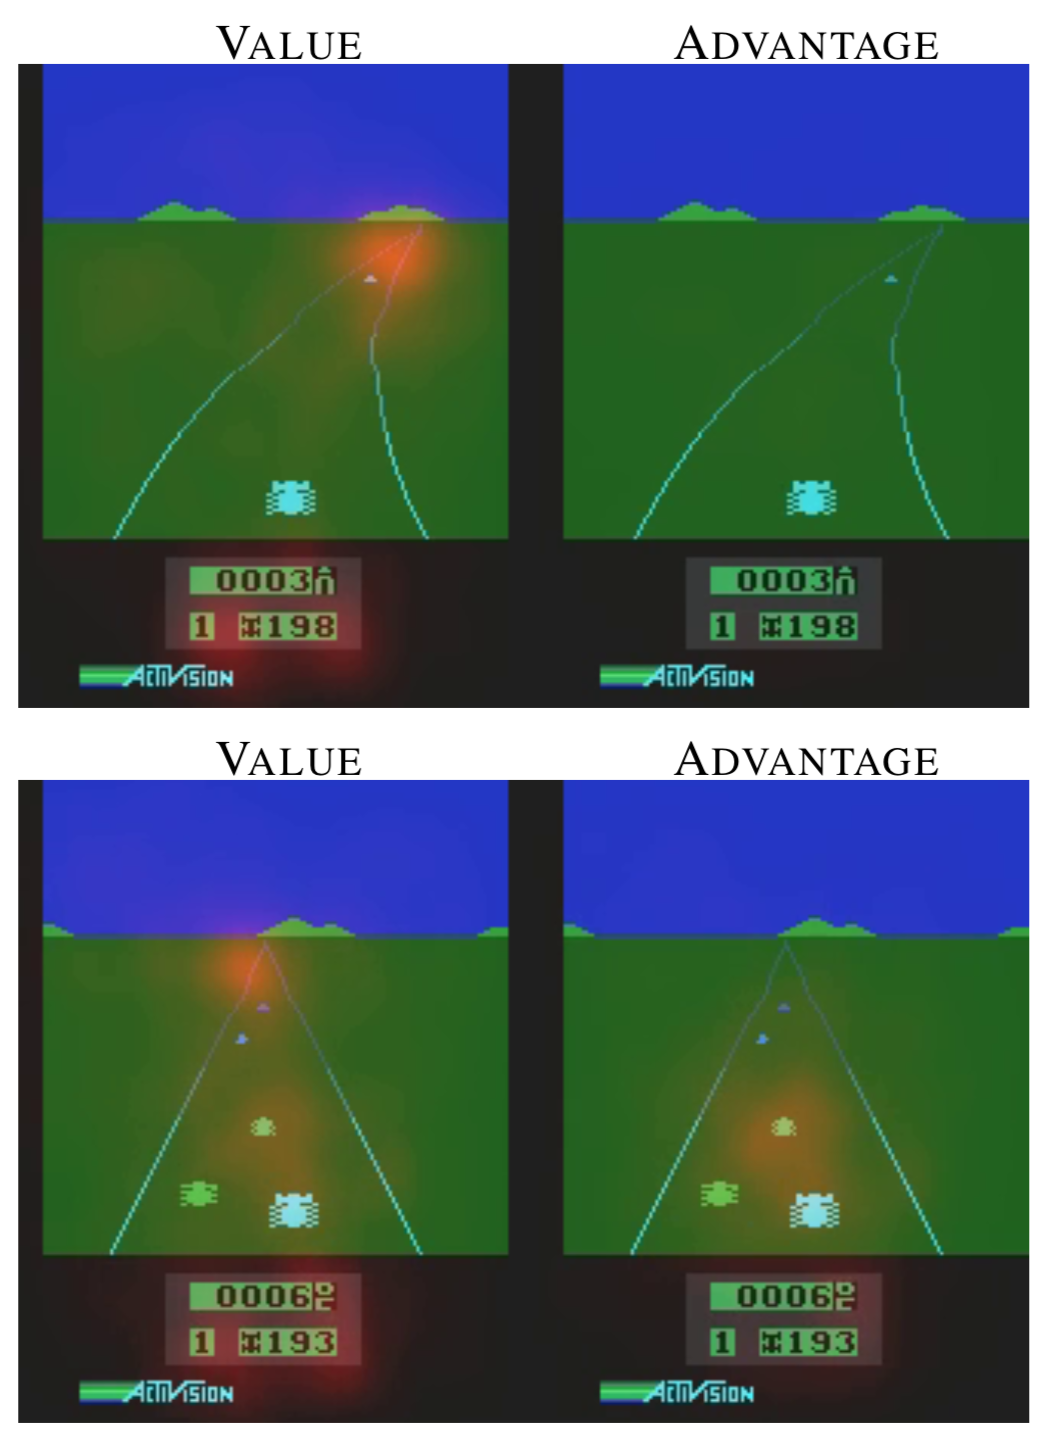 VALUE ADVANTAGE
0003 0003
1 198 1 198
ACTIVISION ACTIVISION
VALUE ADVANTAGE
0006 0006
1 193 1 193
ACTIVISION ACTIVISION